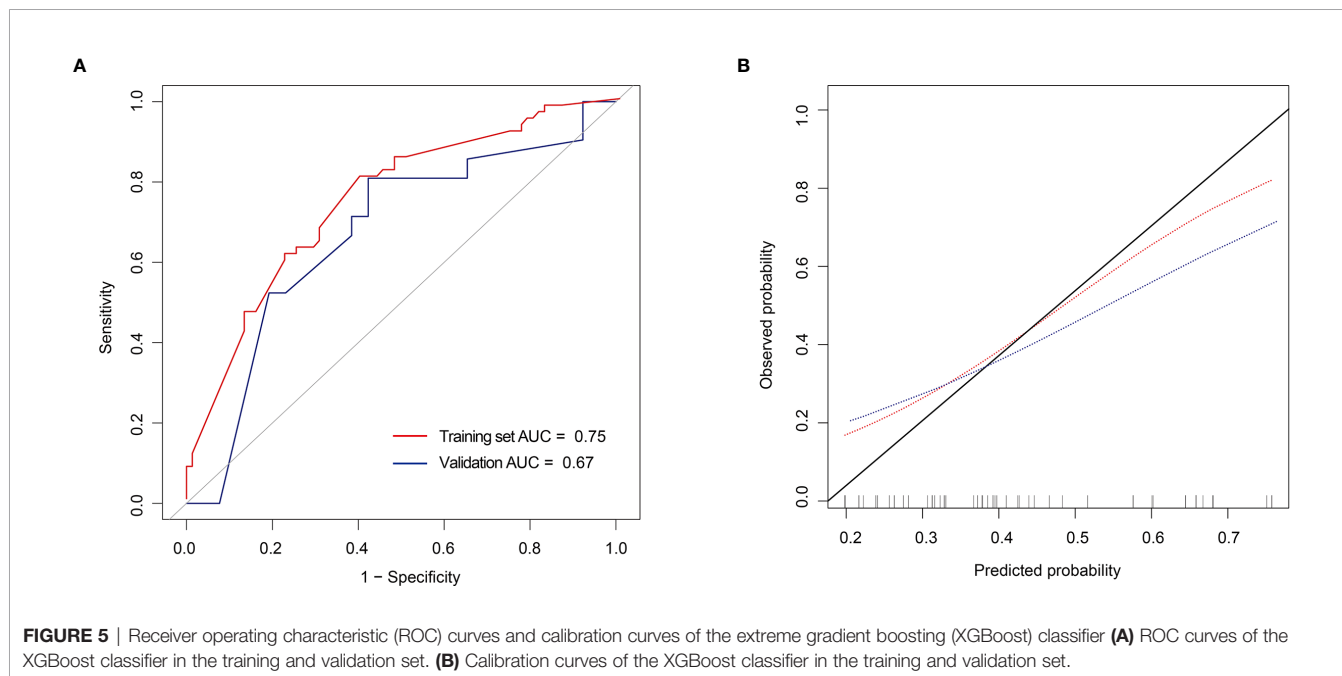 A
Sensitivity
0.0 0.2 0.4 0.6 0.8 1.0
Training set AUC = 0.75
Validation AUC = 0.67
0.0 0.2 0.4 0.6 0.8 1.0
1 − Specificity
B
Observed probability
0.0 0.2 0.4 0.6 0.8 1.0
0.2 0.3 0.4 0.5 0.6 0.7
Predicted probability
FIGURE 5 | Receiver operating characteristic (ROC) curves and calibration curves of the extreme gradient boosting (XGBoost) classifier (A) ROC curves of the
XGBoost classifier in the training and validation set. (B) Calibration curves of the XGBoost classifier in the training and validation set.